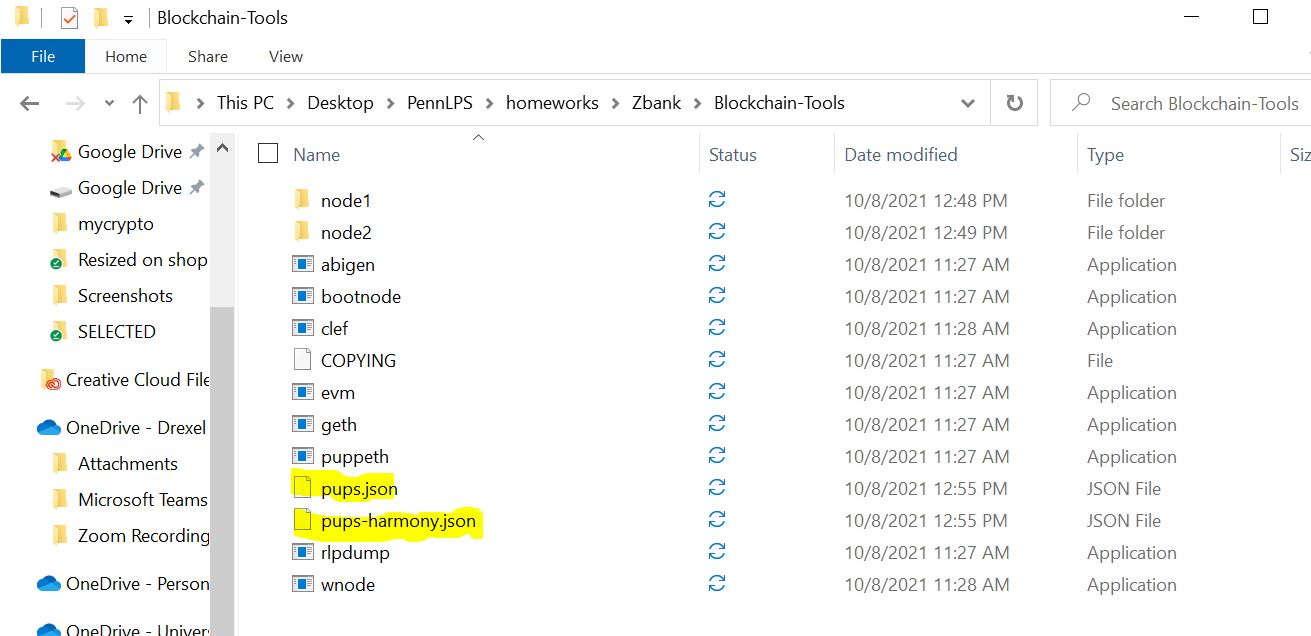 Blockchain-Tools
File Home Share View
This PC Desktop PennLPS homeworks Zbank Blockchain-Tools Search Blockchain-Tools
Google Drive
Google Drive
mycrypto
Resized on shop
Screenshots
SELECTED
Creative Cloud File
OneDrive - Drexel
Attachments
Microsoft Teams
Zoom Recording
OneDrive - Person
OneDrive - Univers
Name Status Date modified Type Siz
node1 10/8/2021 12:48 PM File folder
node2 10/8/2021 12:49 PM File folder
abigen 10/8/2021 11:27 AM Application
bootnode 10/8/2021 11:27 AM Application
clef 10/8/2021 11:28 AM Application
COPYING 10/8/2021 11:27 AM File
evm 10/8/2021 11:27 AM Application
geth 10/8/2021 11:27 AM Application
puppeth 10/8/2021 11:27 AM Application
pups.json 10/8/2021 12:55 PM JSON File
pups-harmony.json 10/8/2021 12:55 PM JSON File
rlpdump 10/8/2021 11:27 AM Application
wnode 10/8/2021 11:28 AM Application